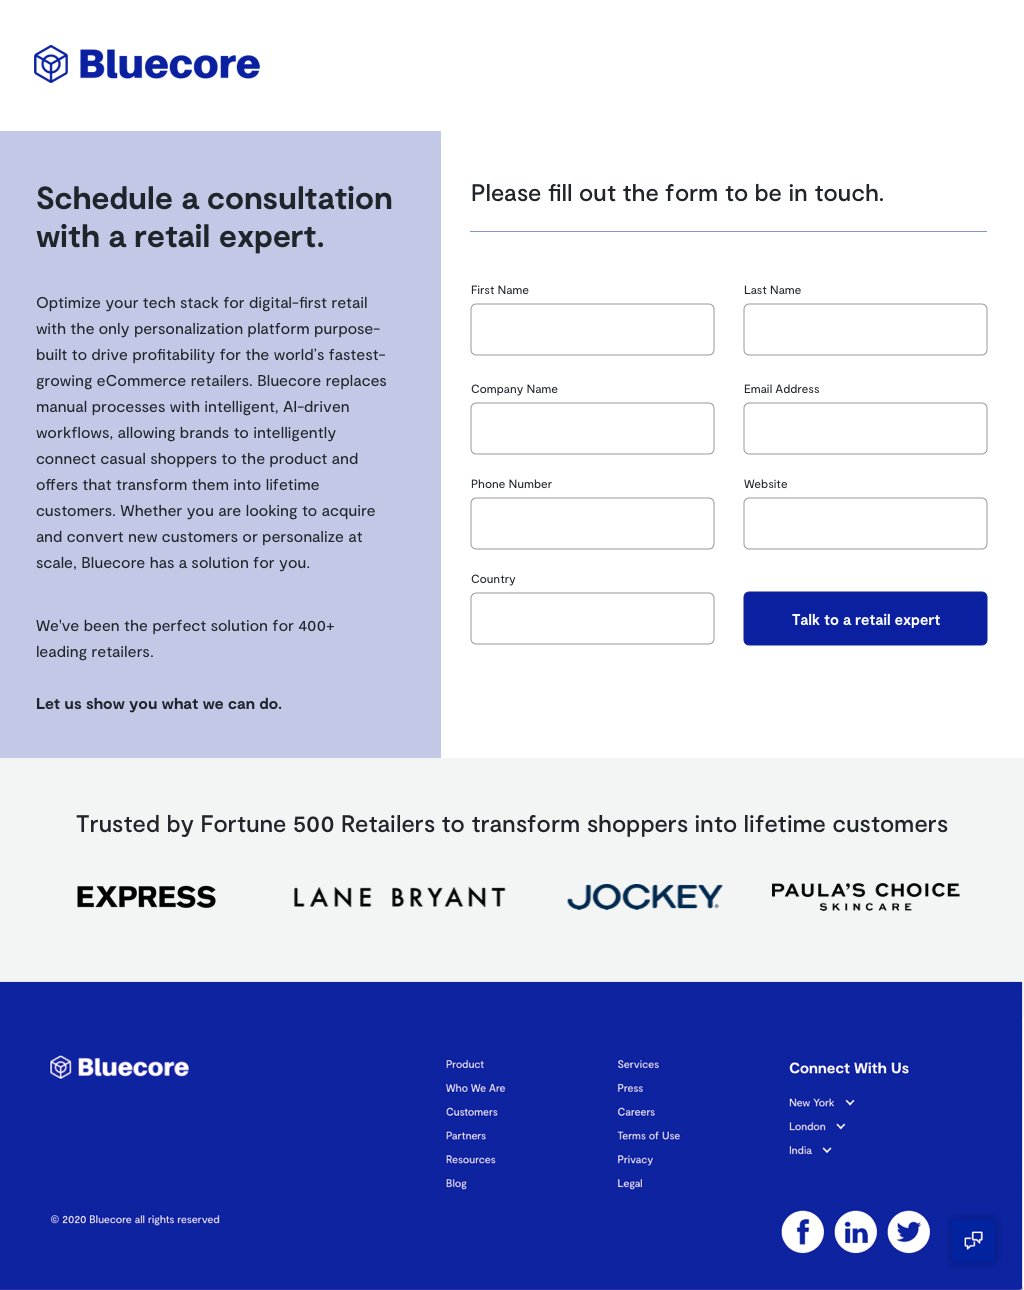 Bluecore
Schedule a consultation
with a retail expert.
Optimize your tech stack for digital-first retail
with the only personalization platform purpose-
built to drive profitability for the world's fastest-
growing eCommerce retailers. Bluecore replaces
manual processes with intelligent, AI-driven
workflows, allowing brands to intelligently
connect casual shoppers to the product and
offers that transform them into lifetime
customers. Whether you are looking to acquire
and convert new customers or personalize at
scale, Bluecore has a solution for you.
We've been the perfect solution for 400+
leading retailers.
Let us show you what we can do.
Please fill out the form to be in touch.
First Name
Last Name
Company Name
Email Address
Phone Number
Website
Country
Talk to a retail expert
Trusted by Fortune 500 Retailers to transform shoppers into lifetime customers
EXPRESS
LANE BRYANT
JOCKEY
PAULA'S CHOICE
SKINCARE
Bluecore
Product
Who We Are
Customers
Partners
Resources
Blog
Services
Press
Careers
Terms of Use
Privacy
Legal
Connect With Us
New York
London
India
© 2020 Bluecore all rights reserved